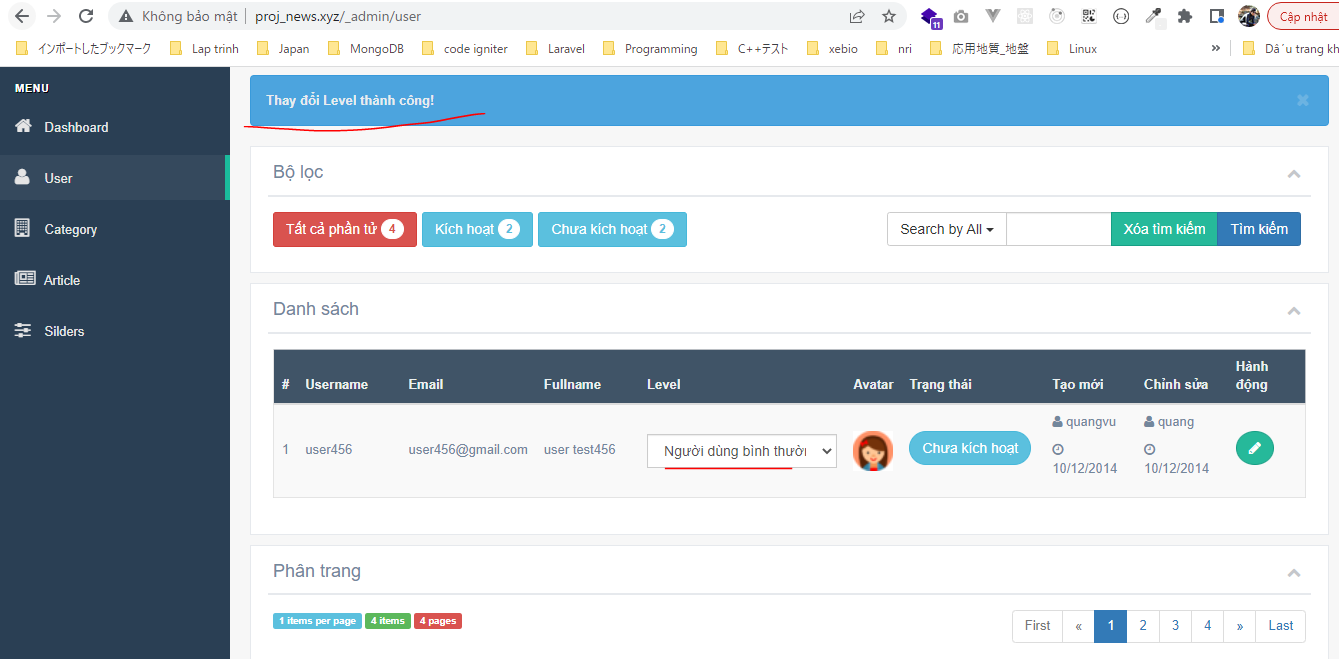 Không bảo mật | proj_news.xyz/_admin/user
11
Cập nhật
インポートしたブックマーク Lap trinh Japan MongoDB code igniter Laravel Programming C++テスト xebio nri 応用地質_地盤 Linux » Dấu trang kh
MENU
Dashboard
User
Category
Article
Silders
Thay đổi Level thành công!
×
Bộ lọc
Tất cả phần tử 4 Kích hoạt 2 Chưa kích hoạt 2 Search by All Xóa tìm kiếm Tìm kiếm
Danh sách
# Username Email Fullname Level Avatar Trạng thái Tạo mới Chỉnh sửa Hành động
1 user456 user456@gmail.com user test456 Người dùng bình thườn Chưa kích hoạt quangvu 10/12/2014 quang 10/12/2014
Phân trang
1 items per page 4 items 4 pages
First « 1 2 3 4 » Last